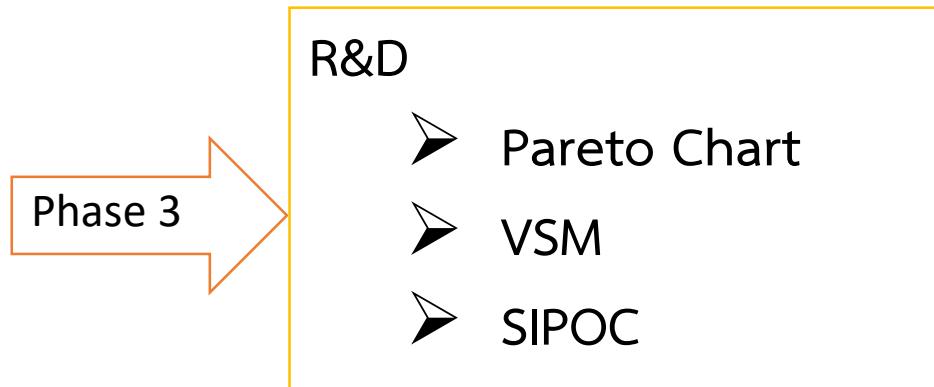 R&D
Pareto Chart
Phase 3
VSM
SIPOC